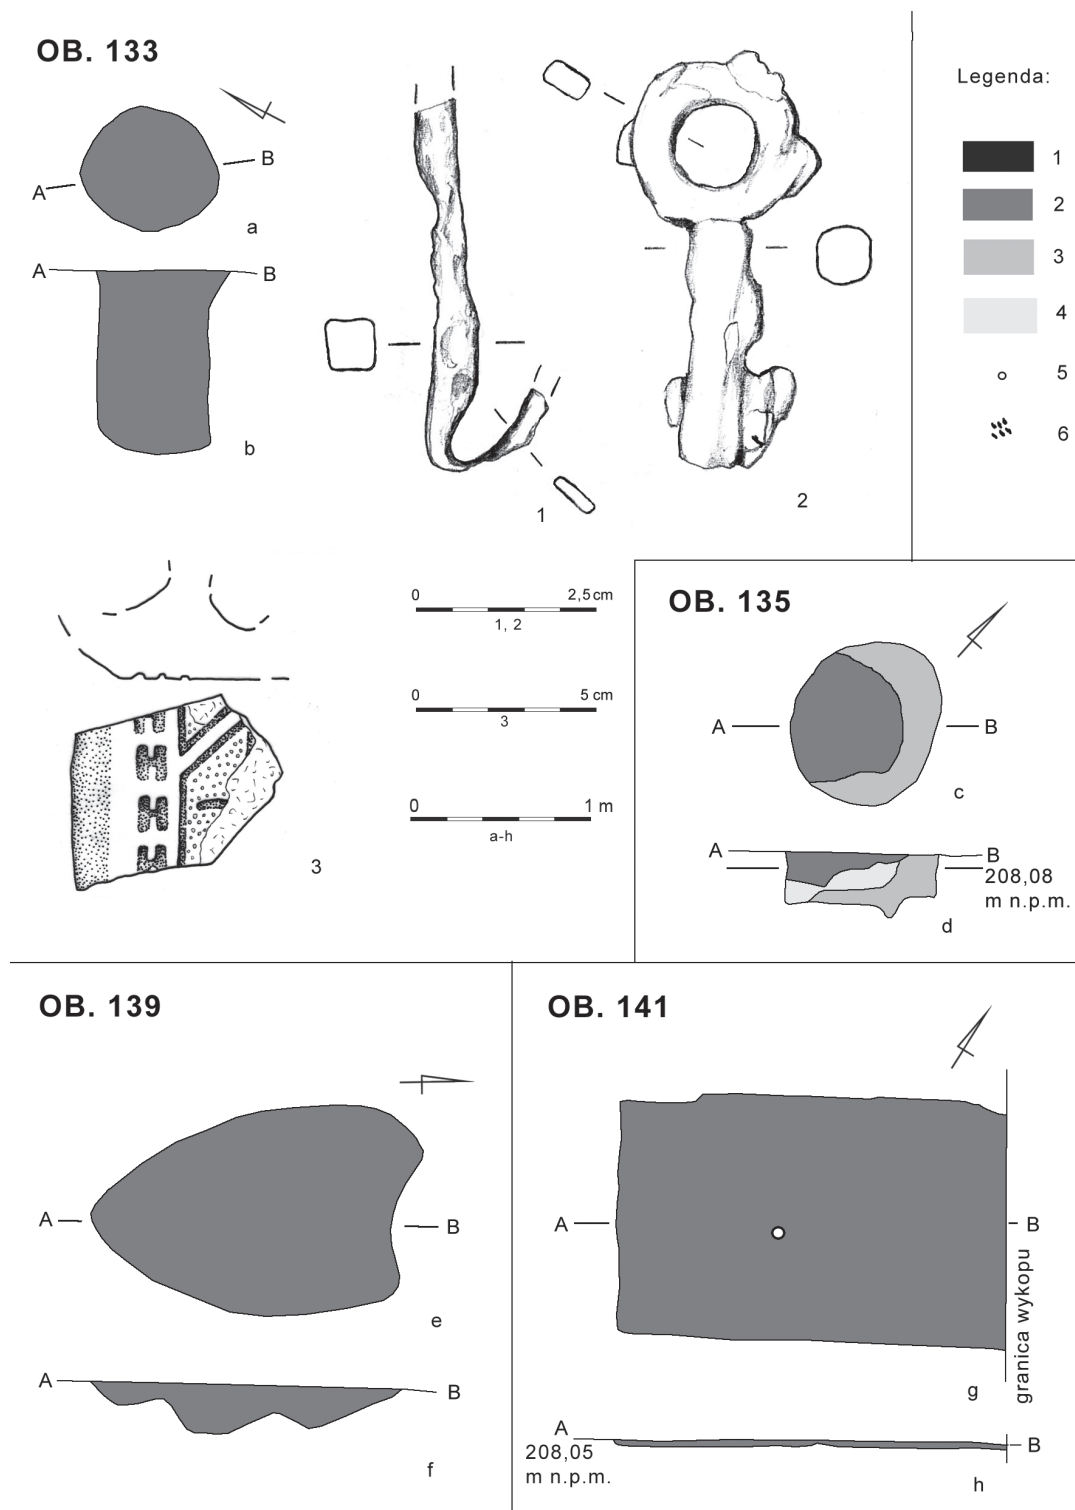 OB. 133
A
B
a
A
B
b
1
2
Legenda:
1
2
3
4
5
6
0 2,5 cm
1, 2
0 5 cm
3
0 1 m
a-h
3
OB. 135
A
B
c
A
B
208,08
m n.p.m.
d
OB. 139
A
B
e
A
B
f
OB. 141
A
B
granica wykopu
g
A
208,05
m n.p.m.
B
h